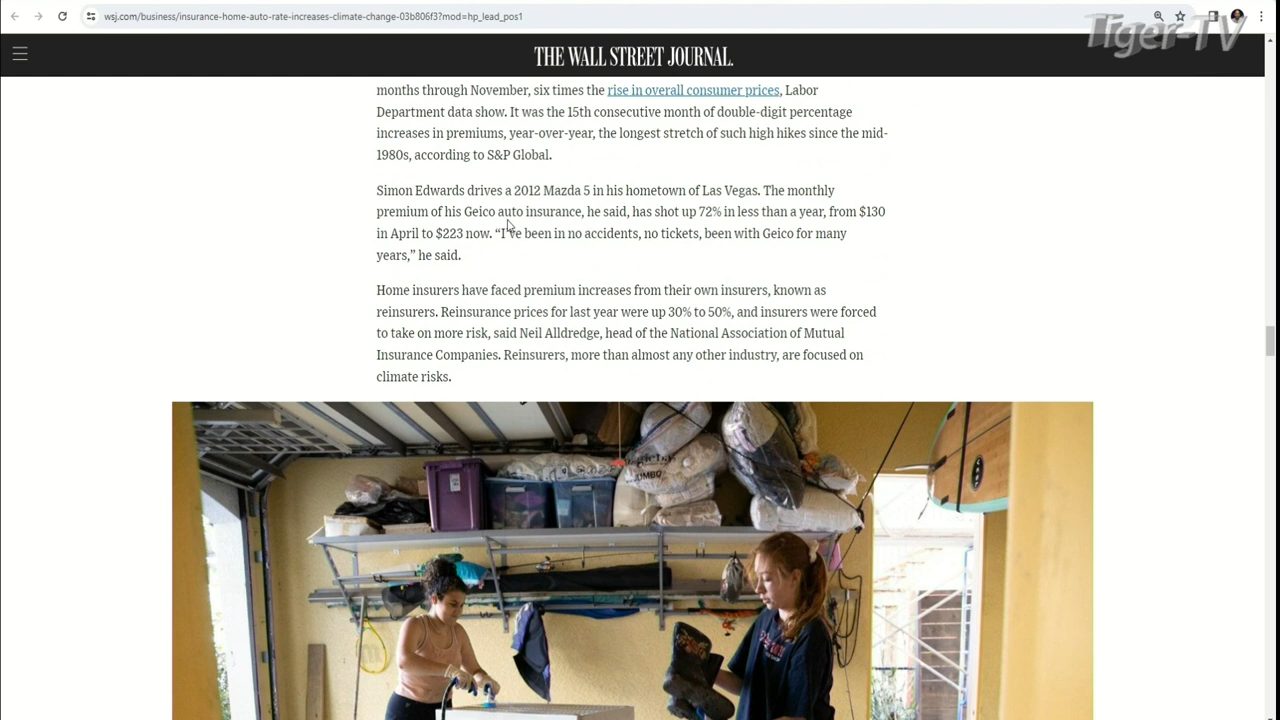 wsj.com/business/insurance-home-auto-rate-increases-climate-change-03b806f3?mod=hp_lead_pos1
Tiger-TV
THE WALL STREET JOURNAL.
months through November, six times the rise in overall consumer prices, Labor
Department data show. It was the 15th consecutive month of double-digit percentage
increases in premiums, year-over-year, the longest stretch of such high hikes since the mid-
1980s, according to S&P Global.
Simon Edwards drives a 2012 Mazda 5 in his hometown of Las Vegas. The monthly
premium of his Geico auto insurance, he said, has shot up 72% in less than a year, from $130
in April to $223 now. “I’ve been in no accidents, no tickets, been with Geico for many
years,” he said.
Home insurers have faced premium increases from their own insurers, known as
reinsurers. Reinsurance prices for last year were up 30% to 50%, and insurers were forced
to take on more risk, said Neil Alldredge, head of the National Association of Mutual
Insurance Companies. Reinsurers, more than almost any other industry, are focused on
climate risks.
JUMBO